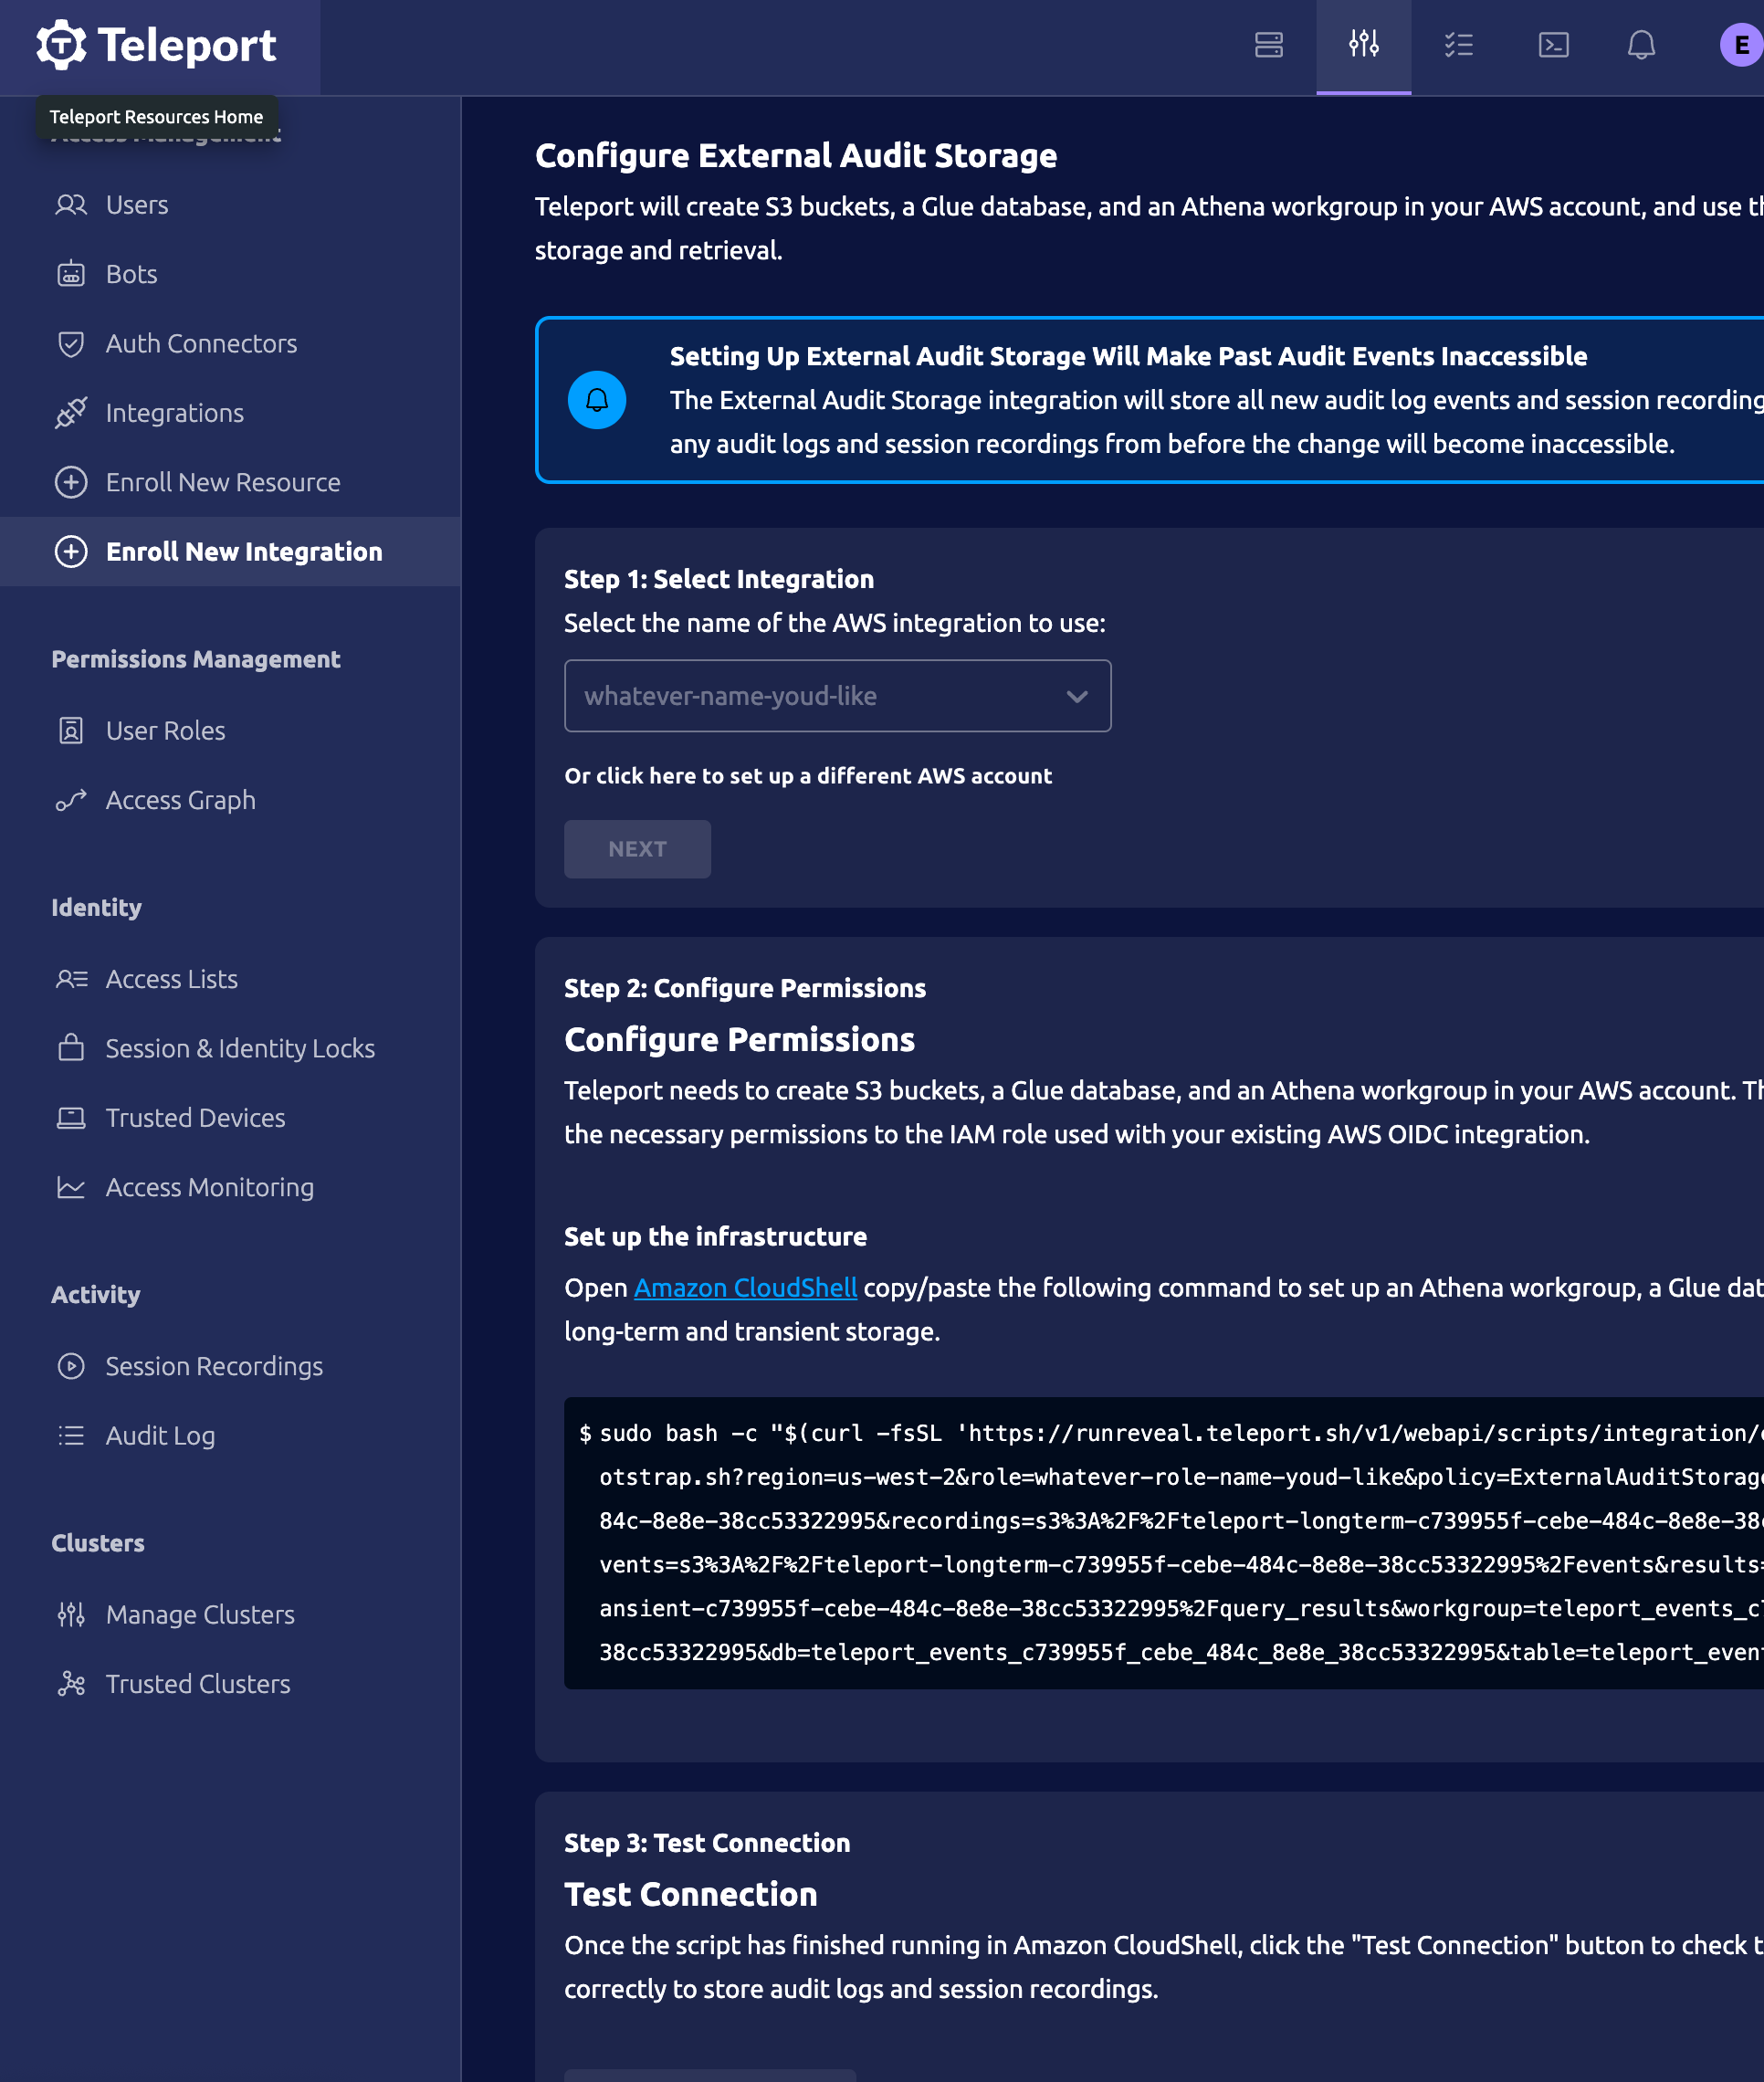 Teleport
E
Teleport Resources Home
Access Management
Users
Bots
Auth Connectors
Integrations
Enroll New Resource
Enroll New Integration
Permissions Management
User Roles
Access Graph
Identity
Access Lists
Session & Identity Locks
Trusted Devices
Access Monitoring
Activity
Session Recordings
Audit Log
Clusters
Manage Clusters
Trusted Clusters
Configure External Audit Storage
Teleport will create S3 buckets, a Glue database, and an Athena workgroup in your AWS account, and use
storage and retrieval.
Setting Up External Audit Storage Will Make Past Audit Events Inaccessible
The External Audit Storage integration will store all new audit log events and session recording
any audit logs and session recordings from before the change will become inaccessible.
Step 1: Select Integration
Select the name of the AWS integration to use:
whatever-name-youd-like
Or click here to set up a different AWS account
NEXT
Step 2: Configure Permissions
Configure Permissions
Teleport needs to create S3 buckets, a Glue database, and an Athena workgroup in your AWS account.
the necessary permissions to the IAM role used with your existing AWS OIDC integration.
Set up the infrastructure
Open Amazon CloudShell copy/paste the following command to set up an Athena workgroup, a Glue dat
long-term and transient storage.
$ sudo bash -c "$(curl -fsSL 'https://runreveal.teleport.sh/v1/webapi/scripts/integration/
otstrap.sh?region=us-west-2&role=whatever-role-name-youd-like&policy=ExternalAuditStorage
84c-8e8e-38cc53322995&recordings=s3%3A%2F%2Fteleport-longterm-c739955f-cebe-484c-8e8e-38
vents=s3%3A%2F%2Fteleport-longterm-c739955f-cebe-484c-8e8e-38cc53322995%2Fevents&results=
ansient-c739955f-cebe-484c-8e8e-38cc53322995%2Fquery_results&workgroup=teleport_events_c
38cc53322995&db=teleport_events_c739955f_cebe_484c_8e8e_38cc53322995&table=teleport_even
Step 3: Test Connection
Test Connection
Once the script has finished running in Amazon CloudShell, click the "Test Connection" button to check
correctly to store audit logs and session recordings.